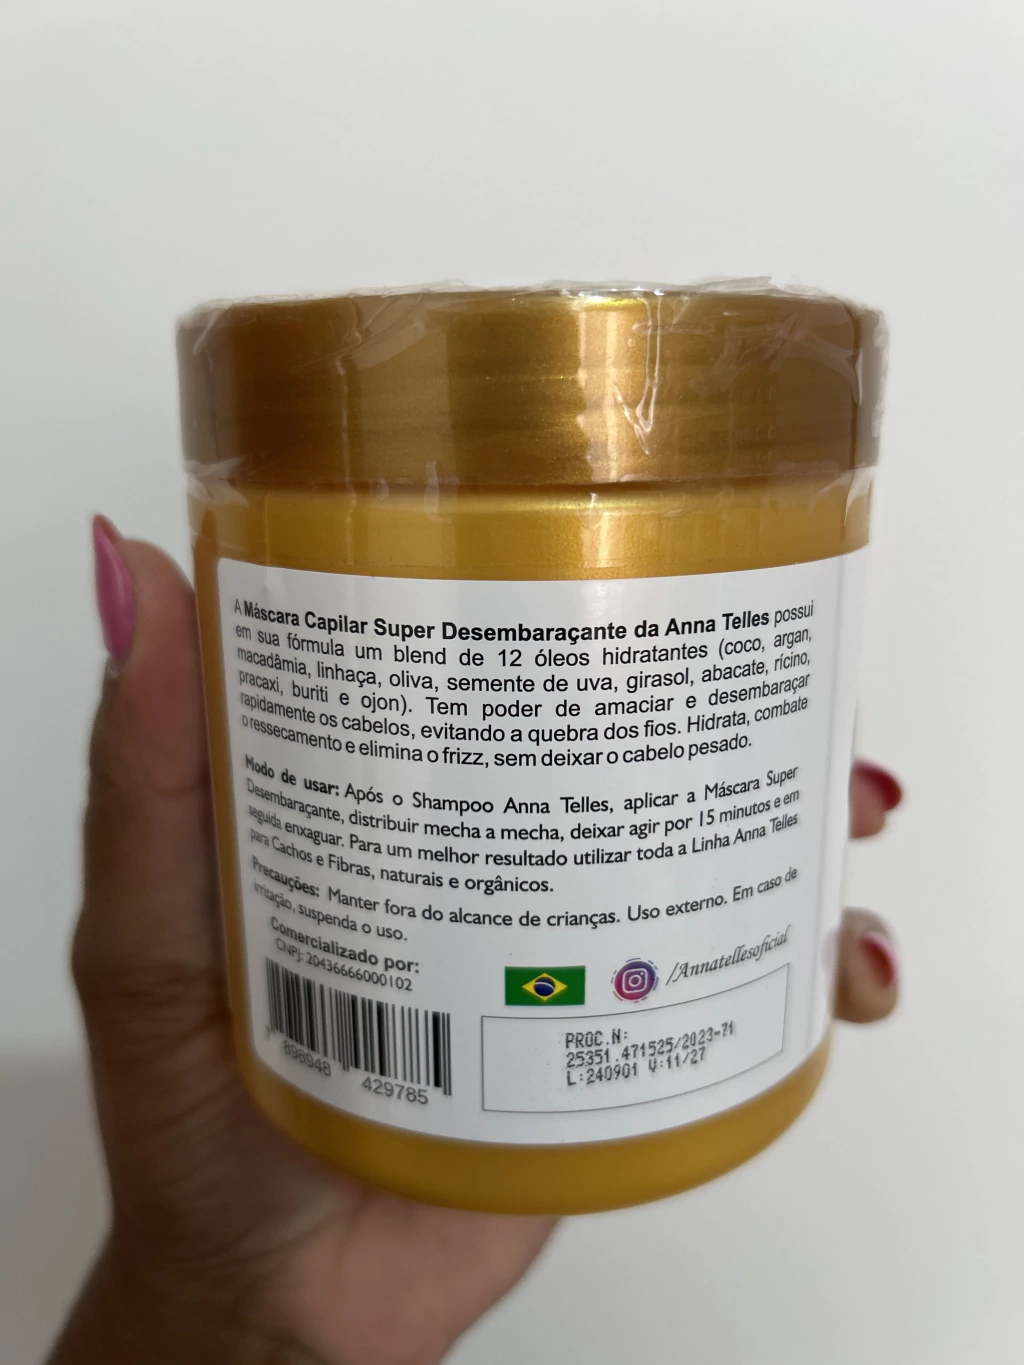 A Máscara Capilar Super Desembaraçante da Anna Telles possui
em sua fórmula um blend de 12 óleos hidratantes (coco, argan,
macadâmia, linhaça, oliva, semente de uva, girasol, abacate, rícino,
pracaxi, buriti e ojon). Tem poder de amaciar e desembaraçar
rapidamente os cabelos, evitando a quebra dos fios. Hidrata, combate
o ressecamento e elimina o frizz, sem deixar o cabelo pesado.
Modo de usar: Após o Shampoo Anna Telles, aplicar a Máscara Super
Desembaraçante, distribuir mecha a mecha, deixar agir por 15 minutos e em
seguida enxaguar. Para um melhor resultado utilizar toda a Linha Anna Telles
para Cachos e Fibras, naturais e orgânicos.
Precauções: Manter fora do alcance de crianças. Uso externo. Em caso de
irritação, suspenda o uso.
Comercializado por:
CNPJ: 20436666000102
/Annatellesoficial
PROC.N:
25351.471525/2023-71
L:240901 V:11/27
7 898948 429785